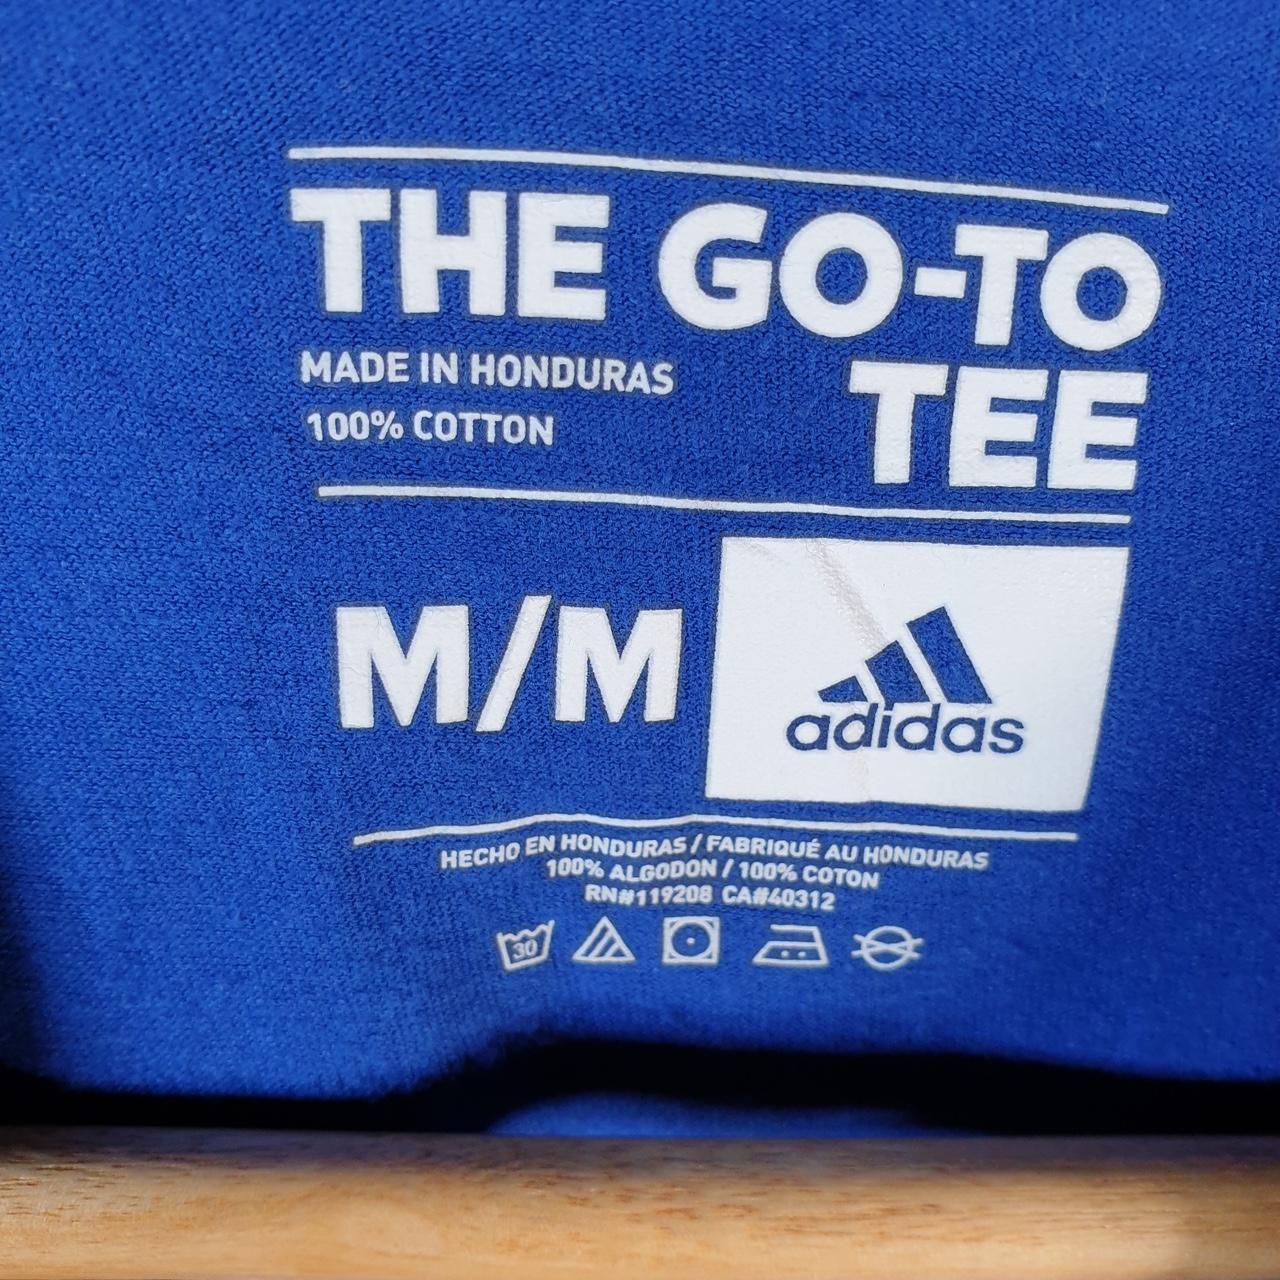 THE GO-TO
TEE
MADE IN HONDURAS
100% COTTON
M/M
adidas
HECHO EN HONDURAS / FABRIQUÉ AU HONDURAS
100% ALGODON / 100% COTON
RN#119208 CA#40312
30